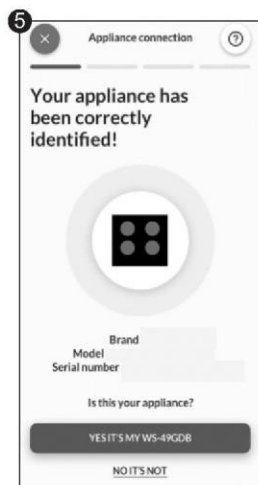 5
Appliance connection
?
Your appliance has
been correctly
identified!
Brand
Model
Serial number
Is this your appliance?
YES IT'S MY WS-49GDB
NO IT'S NOT